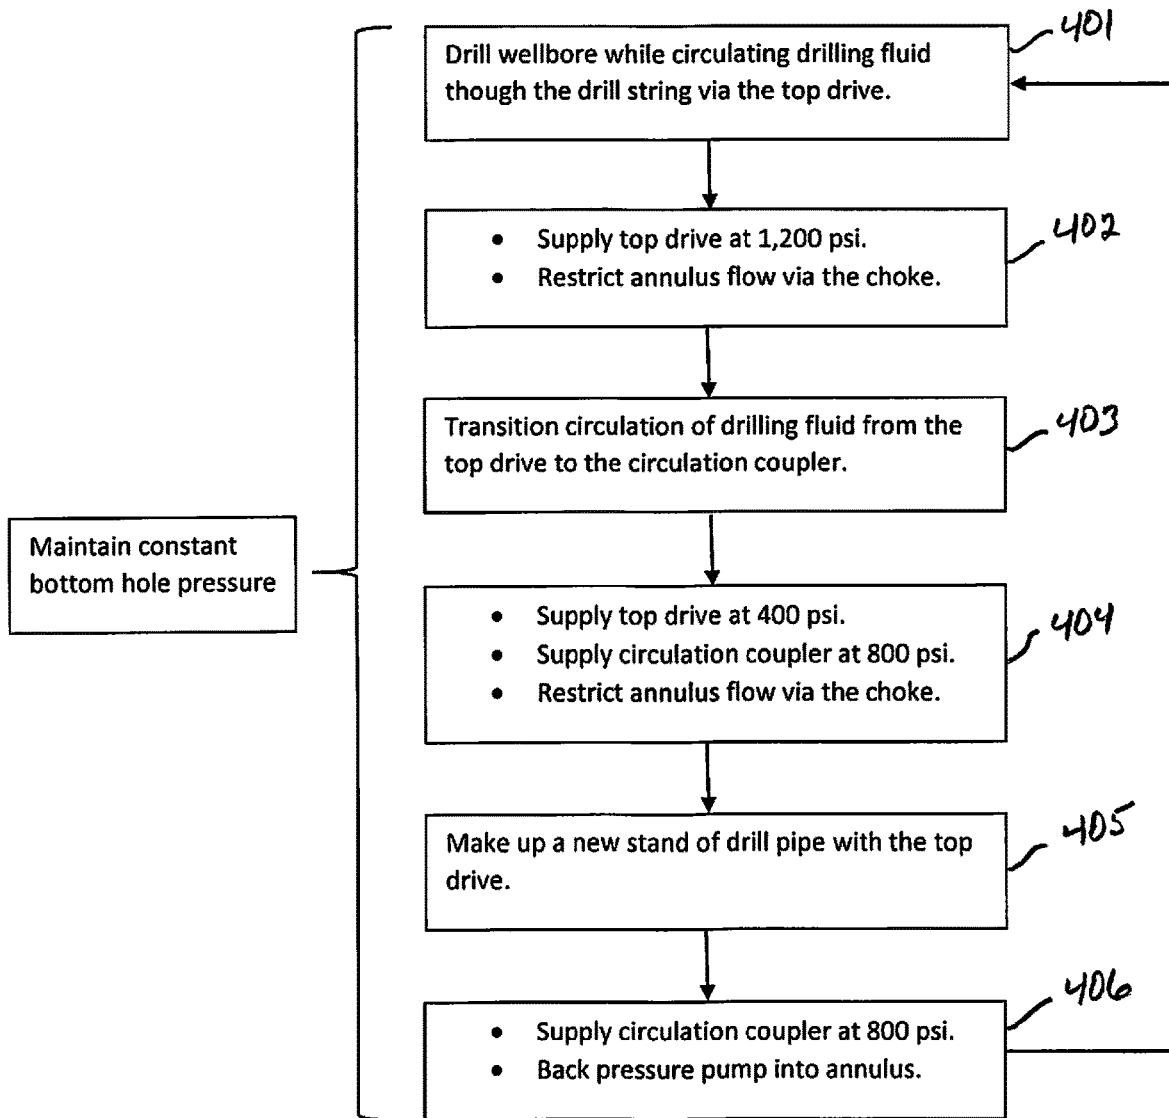 401
Drill wellbore while circulating drilling fluid
though the drill string via the top drive.
402
• Supply top drive at 1,200 psi.
• Restrict annulus flow via the choke.
403
Transition circulation of drilling fluid from the
top drive to the circulation coupler.
Maintain constant
bottom hole pressure
404
• Supply top drive at 400 psi.
• Supply circulation coupler at 800 psi.
• Restrict annulus flow via the choke.
405
Make up a new stand of drill pipe with the top
drive.
406
• Supply circulation coupler at 800 psi.
• Back pressure pump into annulus.